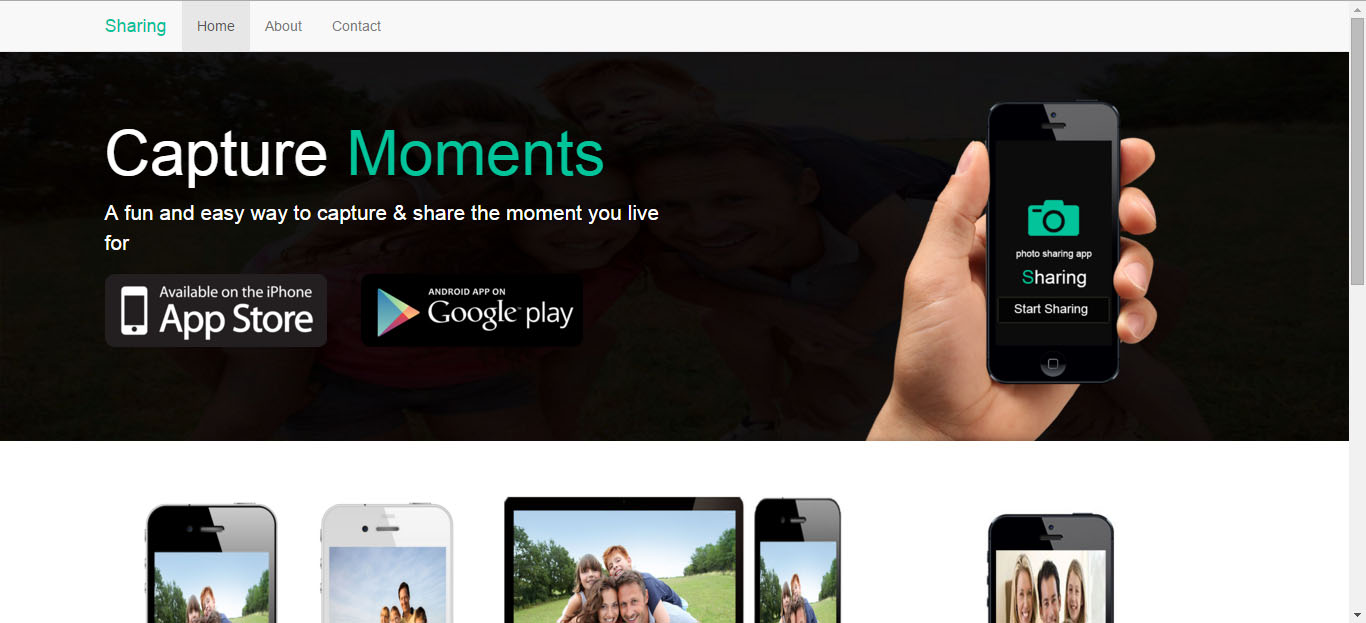 Sharing Home About Contact
Capture Moments
A fun and easy way to capture & share the moment you live
for
Available on the iPhone
App Store
ANDROID APP ON
Google play
photo sharing app
Sharing
Start Sharing